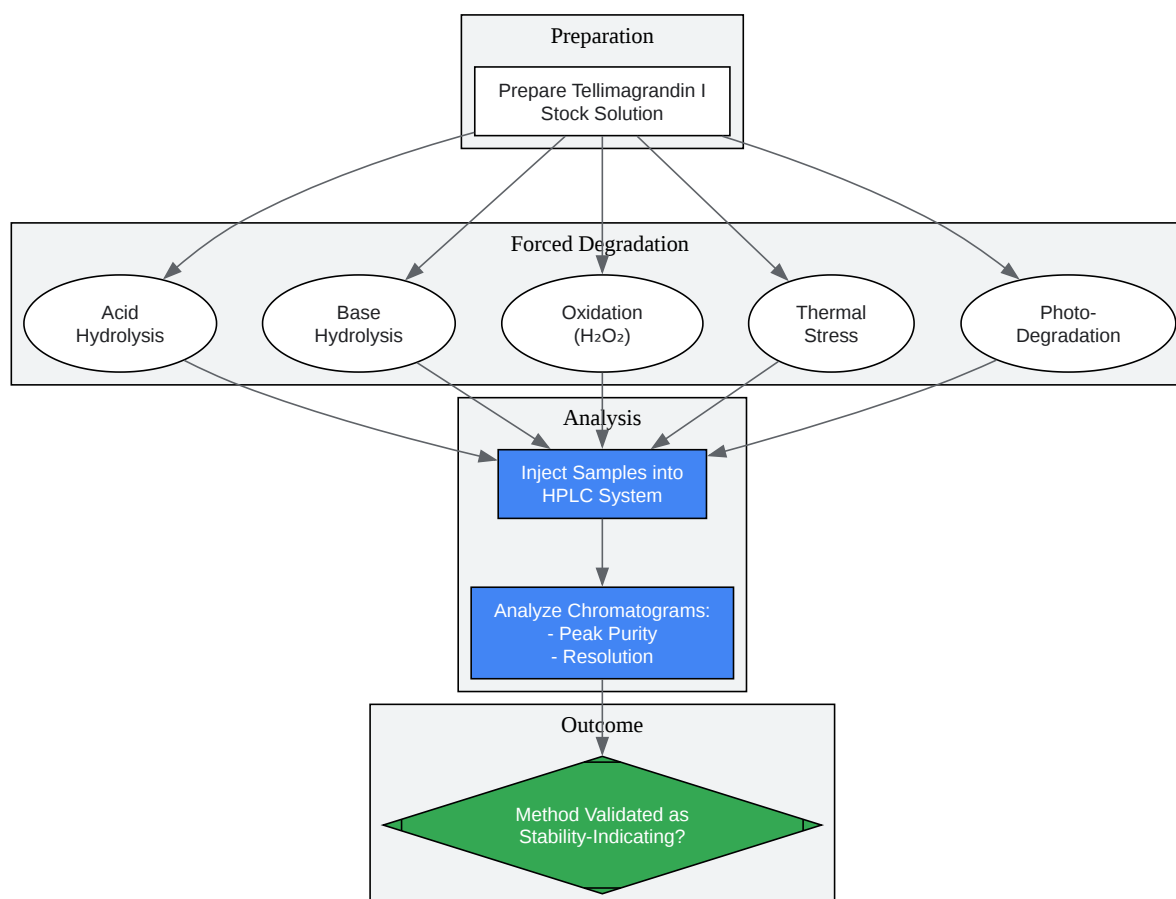 Preparation
Prepare Tellimagrandin I
Stock Solution
Forced Degradation
Acid
Hydrolysis
Base
Hydrolysis
Oxidation
(H₂O₂)
Thermal
Stress
Photo-
Degradation
Analysis
Inject Samples into
HPLC System
Analyze Chromatograms:
- Peak Purity
- Resolution
Outcome
Method Validated as
Stability-Indicating?